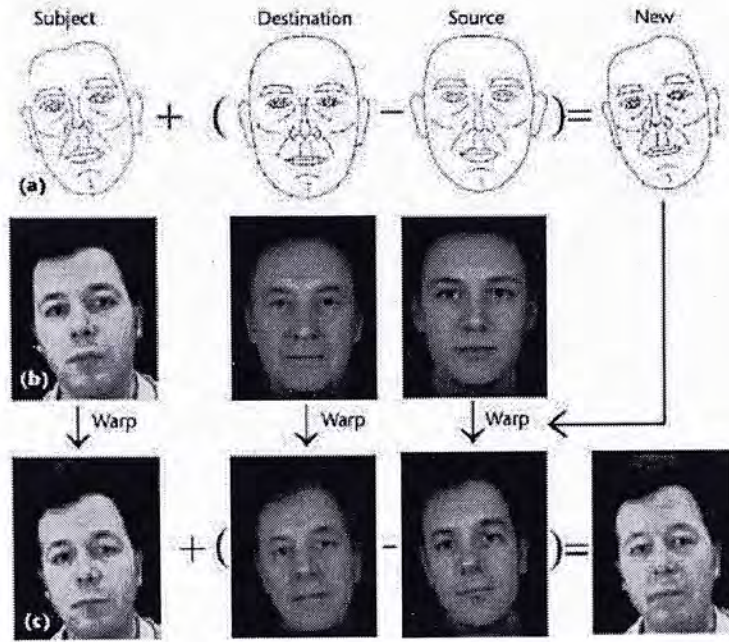 Subject Destination Source New
+ ( - ) =
(a)
(b)
Warp Warp Warp
+ ( - ) =
(c)